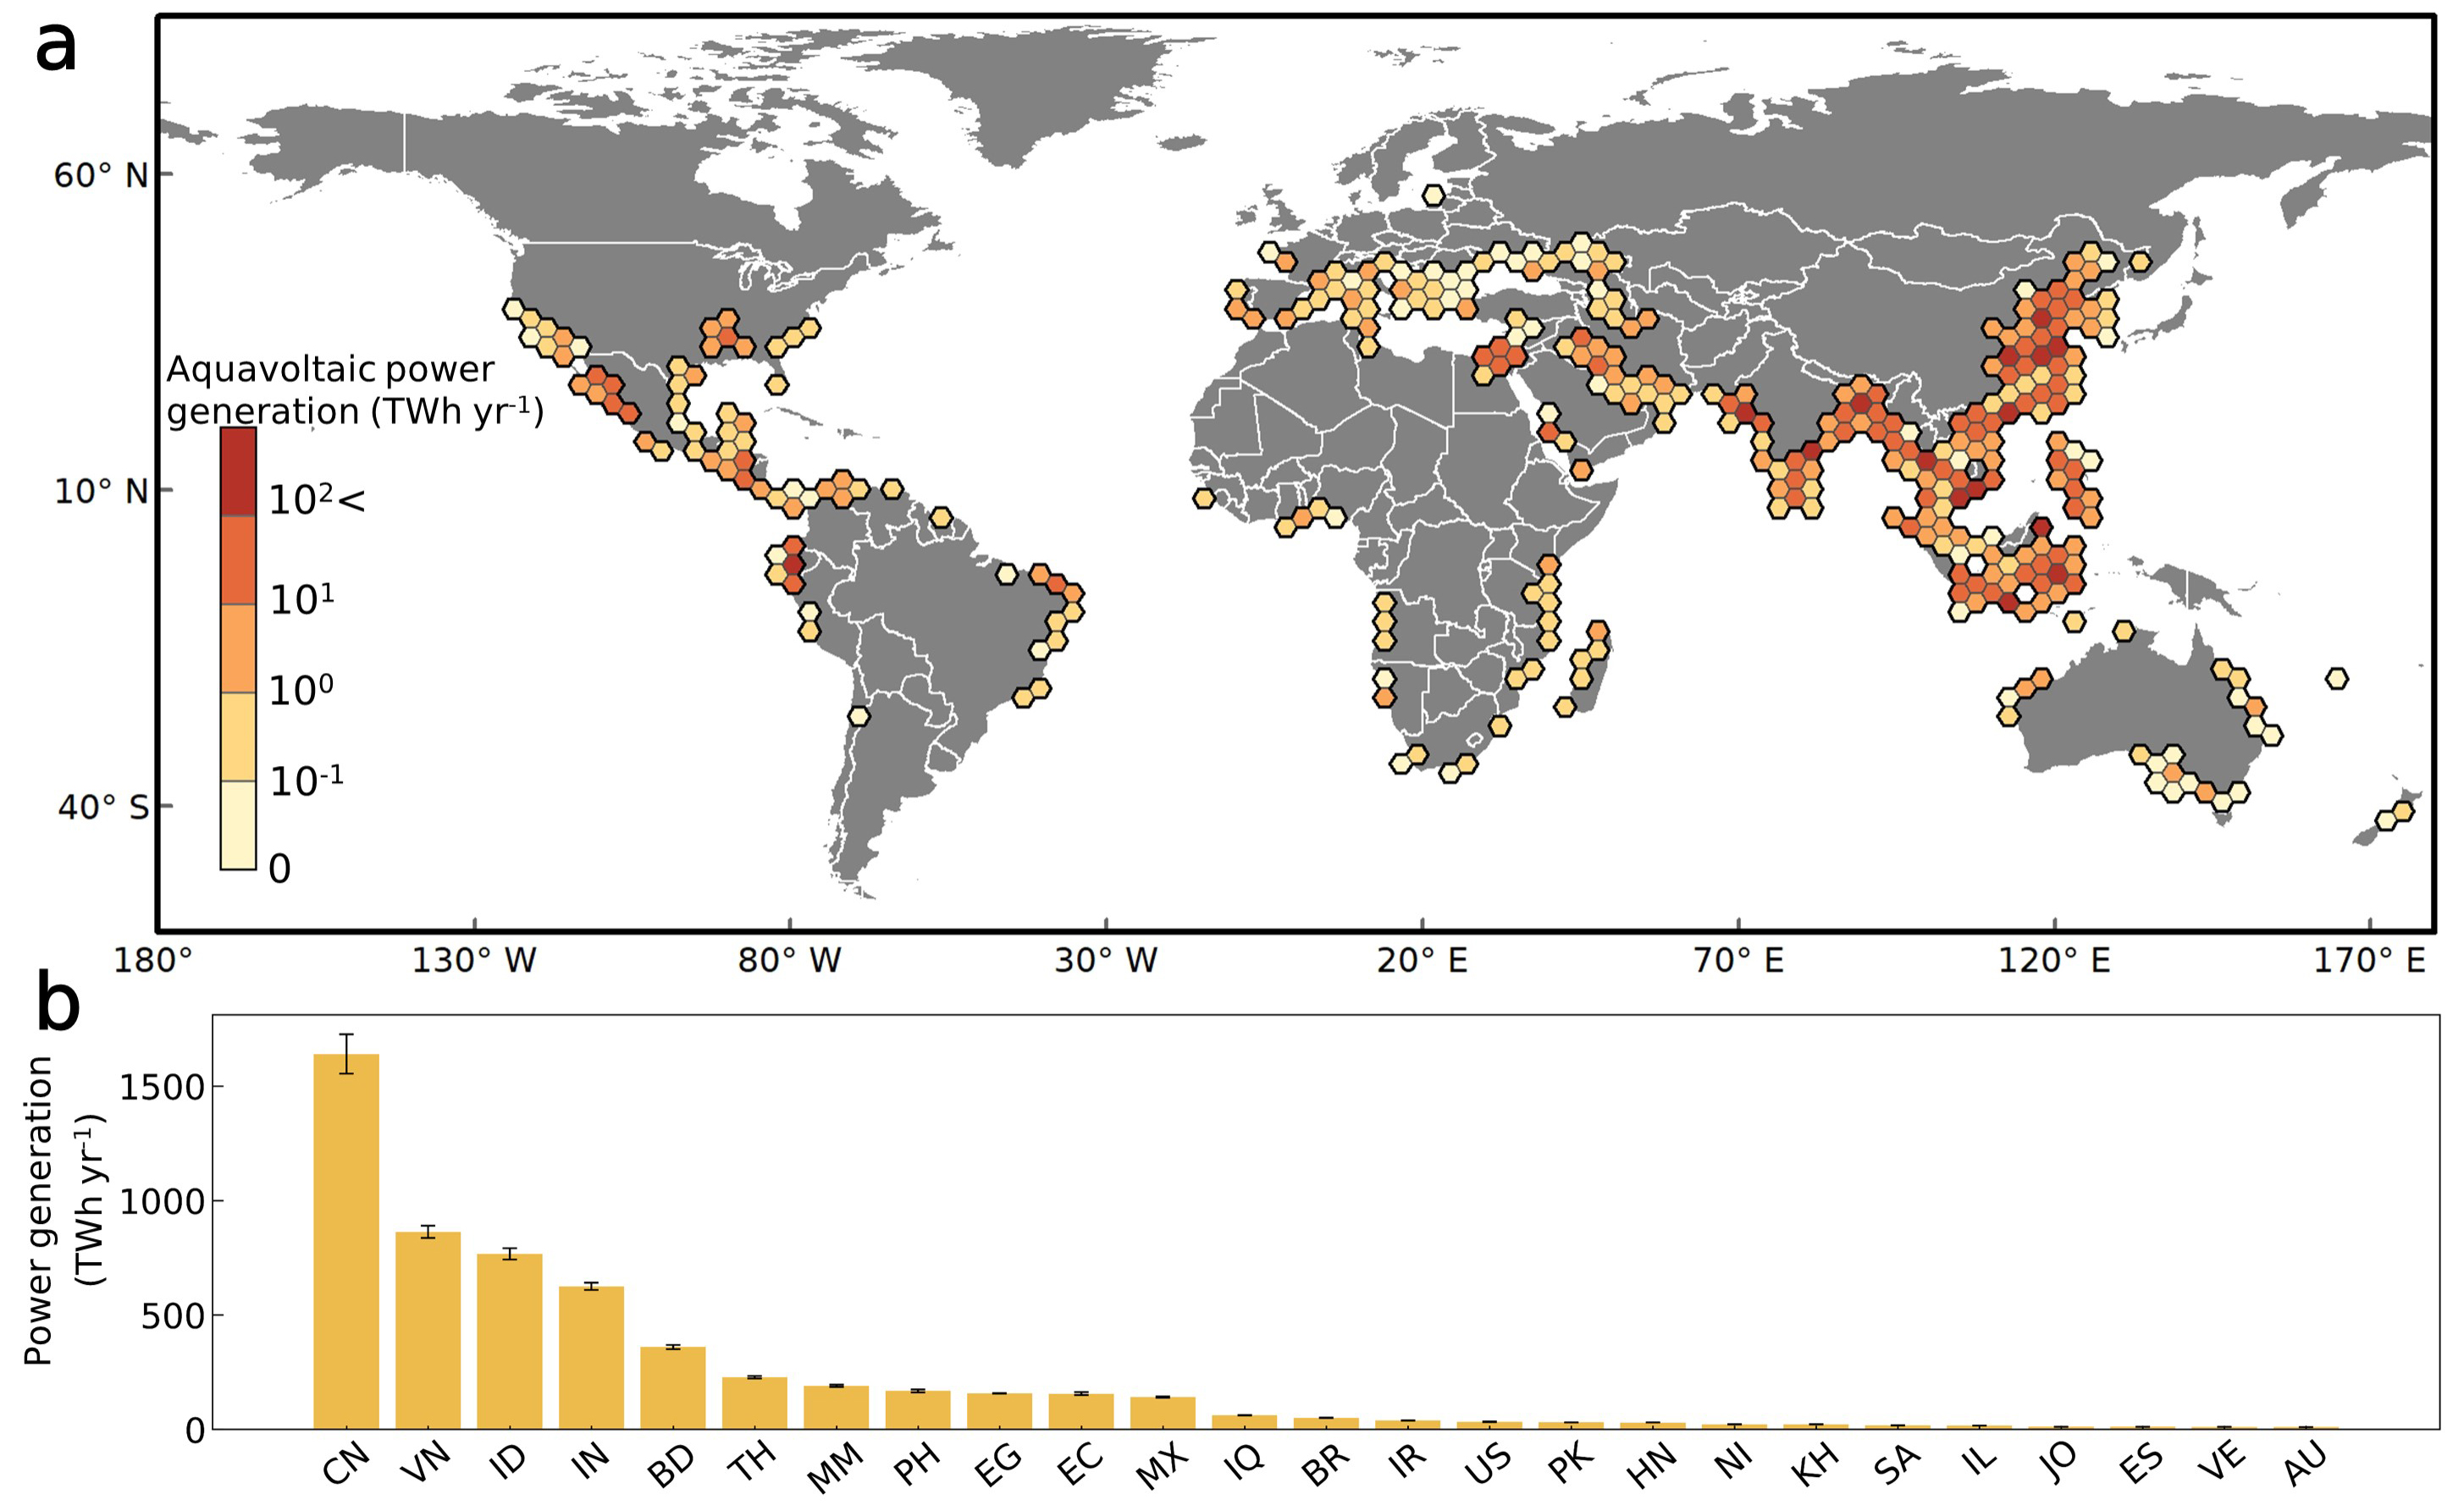 a
60° N
10° N
40° S
Aquavoltaic power
generation (TWh yr⁻¹)
10²<
10¹
10⁰
10⁻¹
0
180°
130° W
80° W
30° W
20° E
70° E
120° E
170° E
b
Power generation
(TWh yr⁻¹)
1500
1000
500
0
CN
VN
ID
IN
BD
TH
MM
PH
EG
EC
MX
IQ
BR
IR
US
PK
HN
NI
KH
SA
IL
JO
ES
VE
AU